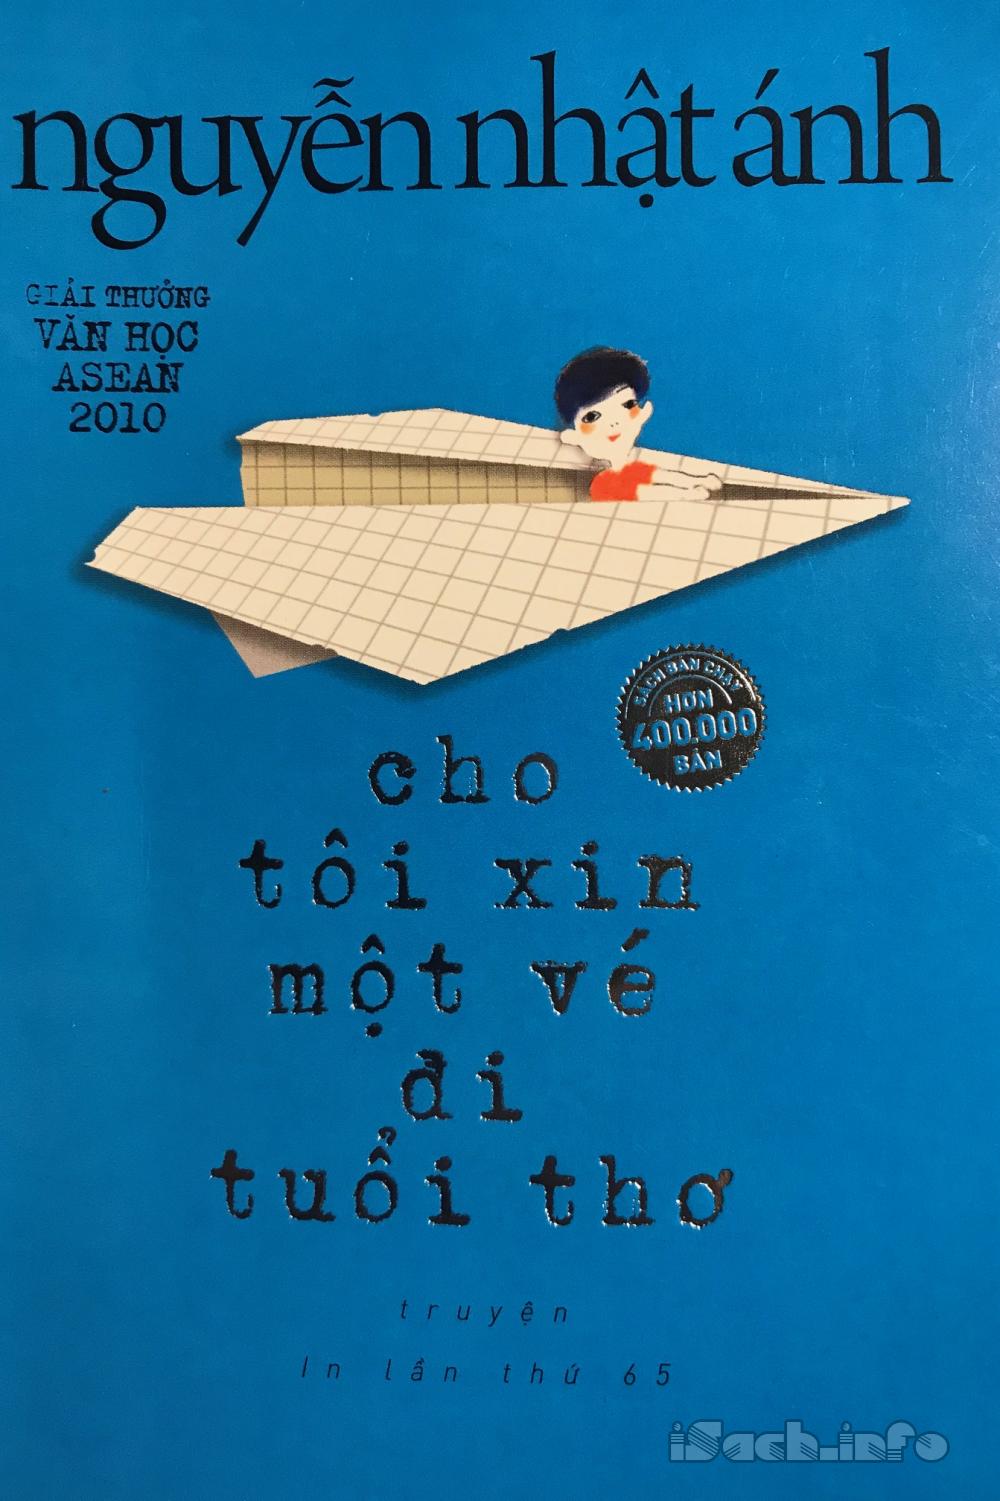 nguyễn nhật ánh
GIẢI THƯỞNG
VĂN HỌC
ASEAN
2010
SÁCH BÁN CHẠY
HƠN
400.000
BẢN
cho
tôi xin
một vé
đi
tuổi thơ
truyện
In lần thứ 65
iSach.info